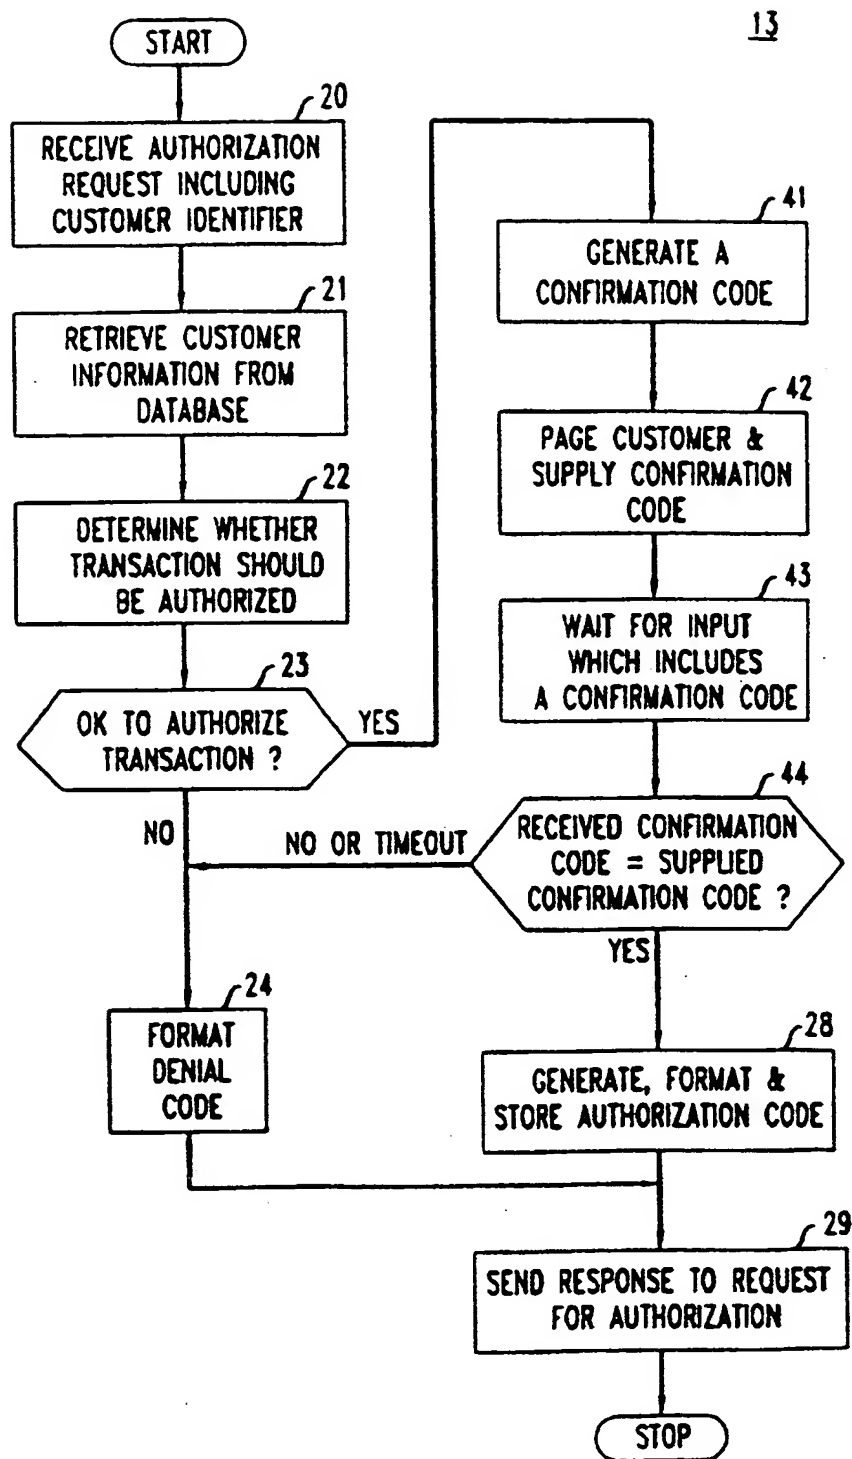 13
START
20
RECEIVE AUTHORIZATION
REQUEST INCLUDING
CUSTOMER IDENTIFIER
21
RETRIEVE CUSTOMER
INFORMATION FROM
DATABASE
22
DETERMINE WHETHER
TRANSACTION SHOULD
BE AUTHORIZED
23
OK TO AUTHORIZE
TRANSACTION ?
YES
NO
41
GENERATE A
CONFIRMATION CODE
42
PAGE CUSTOMER &
SUPPLY CONFIRMATION
CODE
43
WAIT FOR INPUT
WHICH INCLUDES
A CONFIRMATION CODE
44
RECEIVED CONFIRMATION
CODE = SUPPLIED
CONFIRMATION CODE ?
NO OR TIMEOUT
YES
24
FORMAT
DENIAL
CODE
28
GENERATE, FORMAT &
STORE AUTHORIZATION CODE
29
SEND RESPONSE TO REQUEST
FOR AUTHORIZATION
STOP